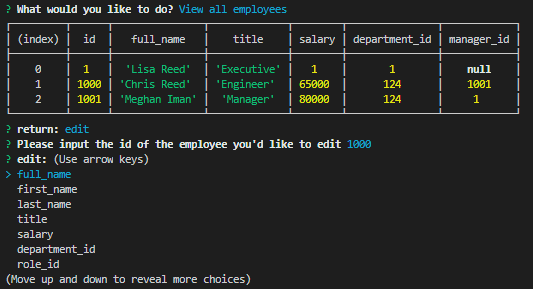 ? What would you like to do? View all employees
(index) id full_name title salary department_id manager_id
0 1 'Lisa Reed' 'Executive' 1 1 null
1 1000 'Chris Reed' 'Engineer' 65000 124 1001
2 1001 'Meghan Iman' 'Manager' 80000 124 1
? return: edit
? Please input the id of the employee you'd like to edit 1000
? edit: (Use arrow keys)
> full_name
first_name
last_name
title
salary
department_id
role_id
(Move up and down to reveal more choices)